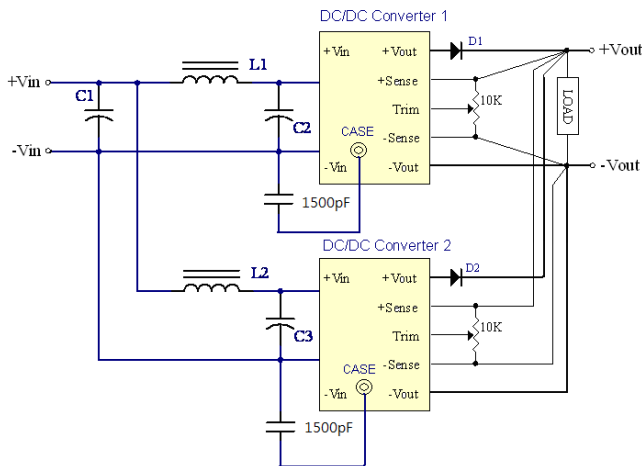 DC/DC Converter 1
+Vin
+Vout
D1
+Vout
+Vin
L1
+Sense
C1
10K
LOAD
C2
Trim
CASE
-Sense
-Vin
-Vin
-Vout
-Vout
1500pF
DC/DC Converter 2
L2
+Vin
+Vout
D2
+Sense
C3
Trim
10K
-Sense
CASE
-Vin
-Vout
1500pF